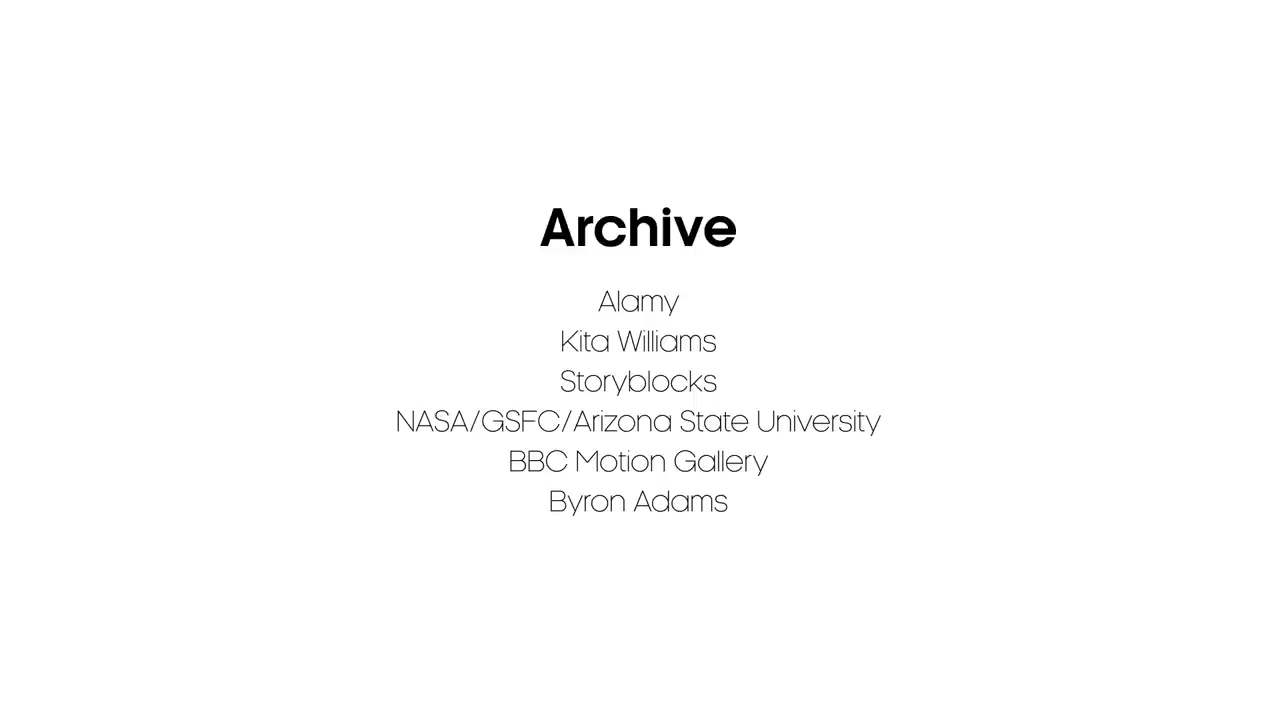 Archive
Alamy
Kita Williams
Storyblocks
NASA/GSFC/Arizona State University
BBC Motion Gallery
Byron Adams